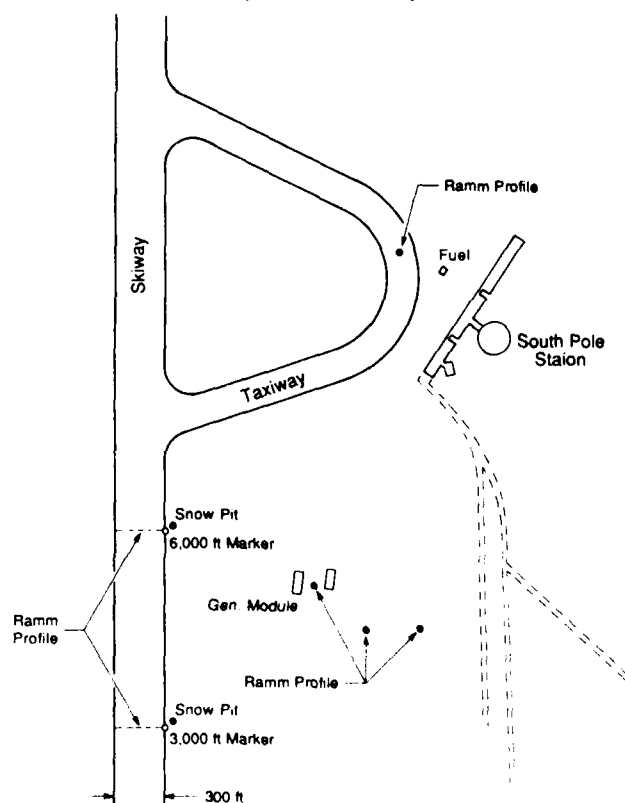 Ramm Profile
Fuel
Skiway
South Pole
Staion
Taxiway
Snow Pit
6,000 ft Marker
Gen. Module
Ramm
Profile
Ramm Profile
Snow Pit
3,000 ft Marker
300 ft